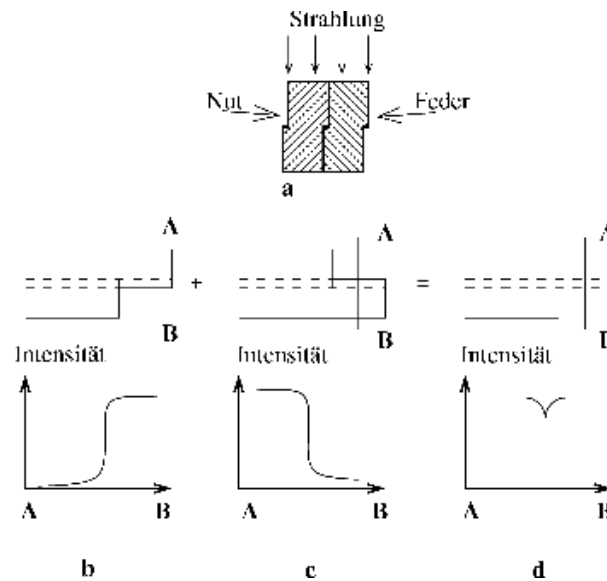 Strahlung
Nut
Feder
a
A
A
A
+
=
B
B
Intensität
Intensität
Intensität
A
B
A
B
A
B
b
c
d